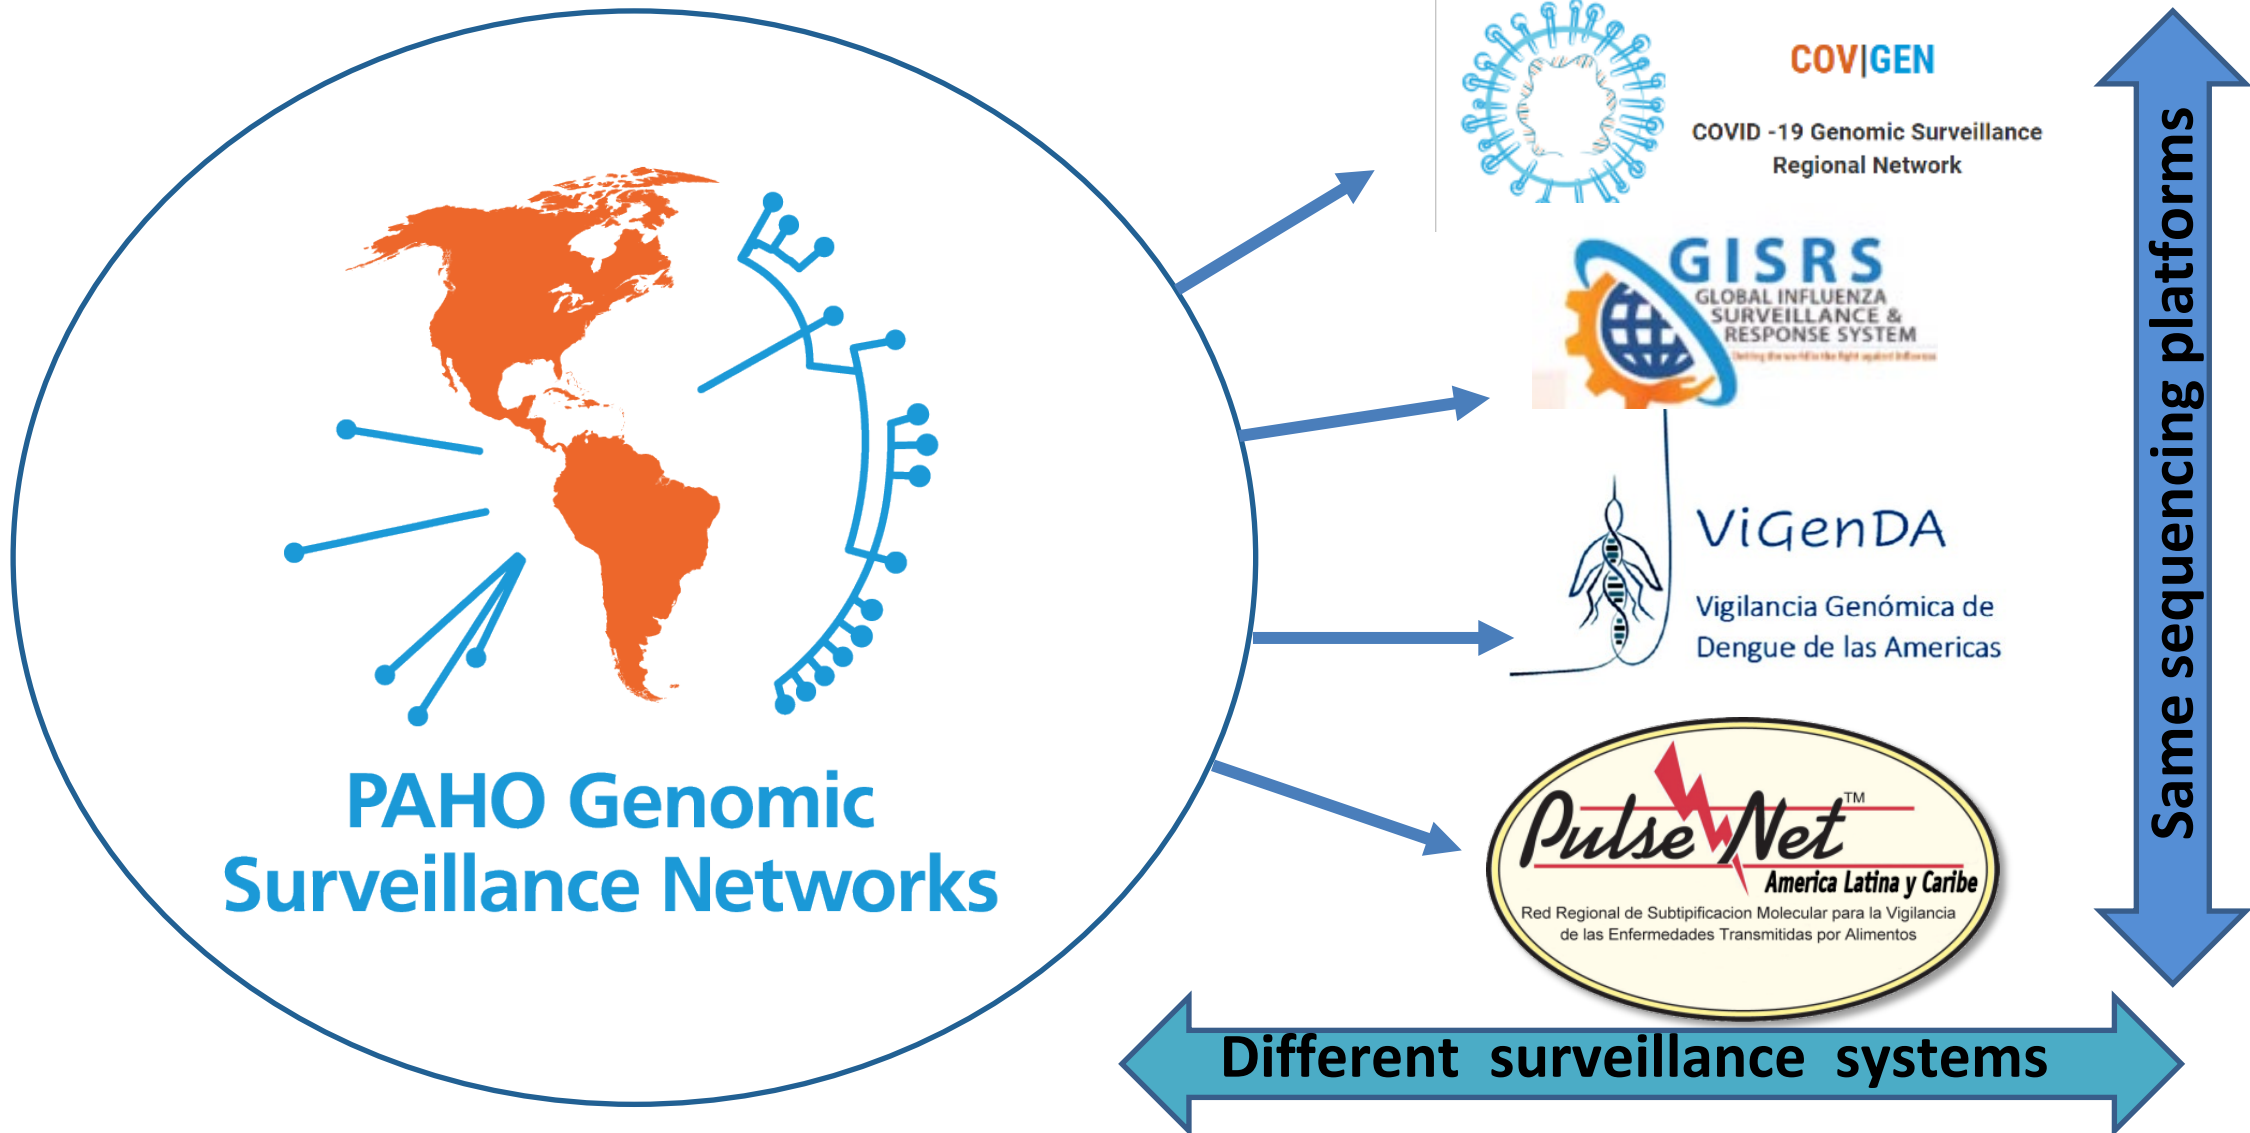 PAHO Genomic
Surveillance Networks
COV|GEN
COVID -19 Genomic Surveillance
Regional Network
GISRS
GLOBAL INFLUENZA
SURVEILLANCE &
RESPONSE SYSTEM
ViGenDA
Vigilancia Genómica de
Dengue de las Americas
Pulse Net™
America Latina y Caribe
Red Regional de Subtipificacion Molecular para la Vigilancia
de las Enfermedades Transmitidas por Alimentos
Same sequencing platforms
Different surveillance systems